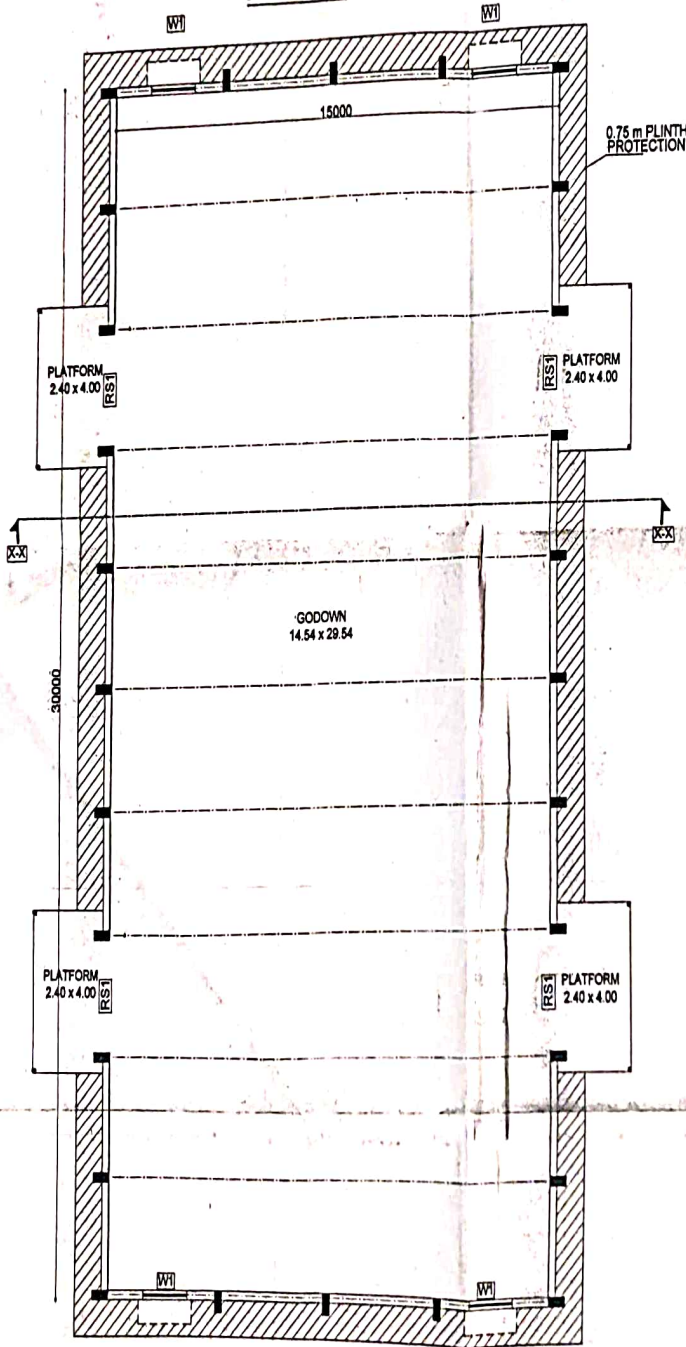 W1
W1
15000
0.75 m PLINTH
PROTECTION
PLATFORM
2.40 x 4.00
RS1
RS1
PLATFORM
2.40 x 4.00
X-X
X-X
GODOWN
14.54 x 29.54
30000
PLATFORM
2.40 x 4.00
RS1
RS1
PLATFORM
2.40 x 4.00
W1
W1